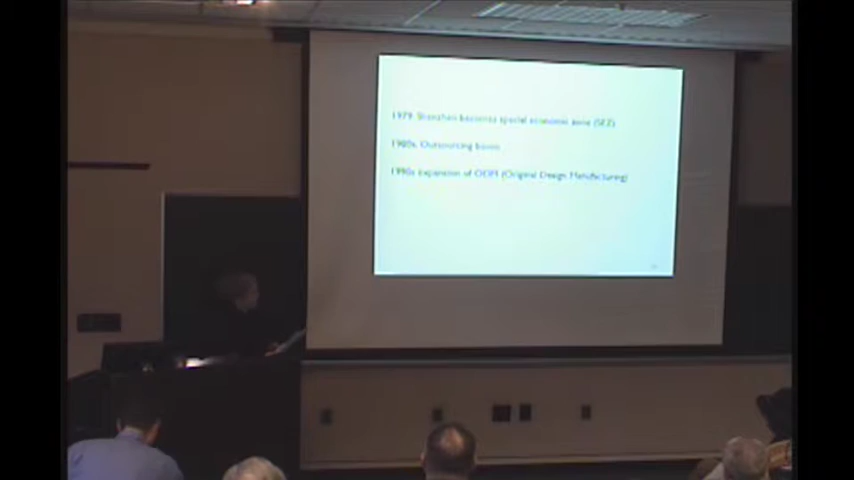 1979 Shenzhen becomes special economic zone (SEZ)
1980s Outsourcing boom
1990s expansion of ODM (Original Design Manufacturing)